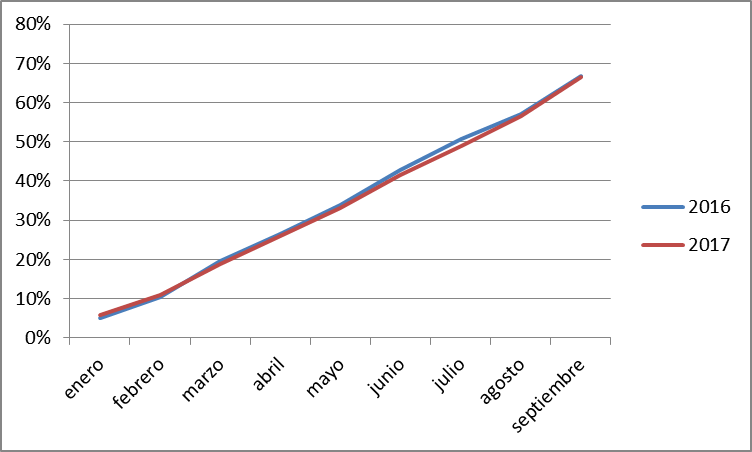 80%
70%
60%
50%
40%
30%
20%
10%
0%
enero
febrero
marzo
abril
mayo
junio
julio
agosto
septiembre
2016
2017